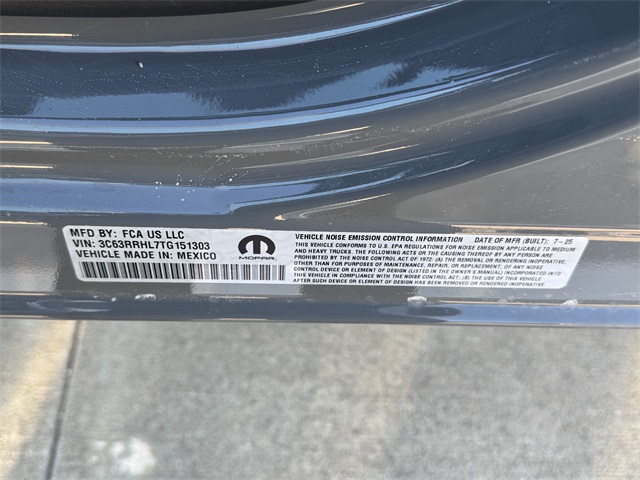 MFD BY: FCA US LLC
VIN: 3C63RRHL7TG151303
VEHICLE MADE IN: MEXICO
MOPAR
VEHICLE NOISE EMISSION CONTROL INFORMATION DATE OF MFR (BUILT): 7-25
THIS VEHICLE CONFORMS TO U.S. EPA REGULATIONS FOR NOISE EMISSION APPLICABLE TO MEDIUM
AND HEAVY TRUCKS. THE FOLLOWING ACTS OR THE CAUSING THEREOF BY ANY PERSON ARE
PROHIBITED BY THE NOISE CONTROL ACT OF 1972: (A) THE REMOVAL OR RENDERING INOPERATIVE,
OTHER THAN FOR PURPOSES OF MAINTENANCE, REPAIR, OR REPLACEMENT, OF ANY NOISE
CONTROL DEVICE OR ELEMENT OF DESIGN (LISTED IN THE OWNER'S MANUAL) INCORPORATED INTO
THIS VEHICLE IN COMPLIANCE WITH THE NOISE CONTROL ACT; (B) THE USE OF THE VEHICLE
AFTER SUCH DEVICE OR ELEMENT OF DESIGN HAS BEEN REMOVED OR RENDERED INOPERATIVE.